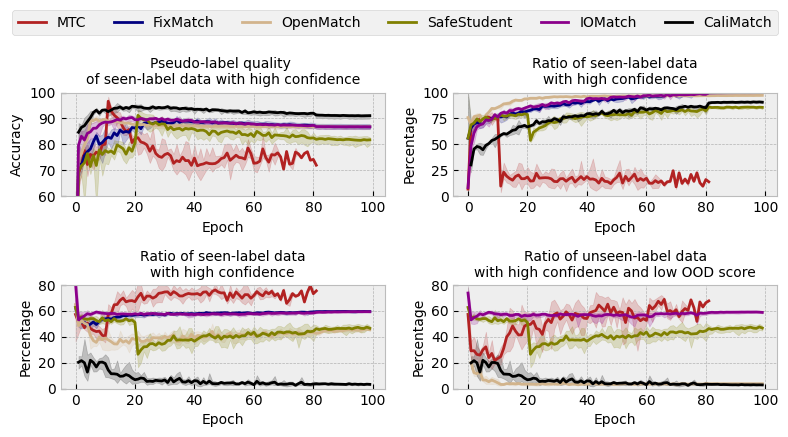 MTC FixMatch OpenMatch SafeStudent IOMatch CaliMatch
Pseudo-label quality
of seen-label data with high confidence
Accuracy
100
90
80
70
60
0 20 40 60 80 100
Epoch
Ratio of seen-label data
with high confidence
Percentage
100
75
50
25
0
0 20 40 60 80 100
Epoch
Ratio of seen-label data
with high confidence
Percentage
80
60
40
20
0
0 20 40 60 80 100
Epoch
Ratio of unseen-label data
with high confidence and low OOD score
Percentage
80
60
40
20
0
0 20 40 60 80 100
Epoch